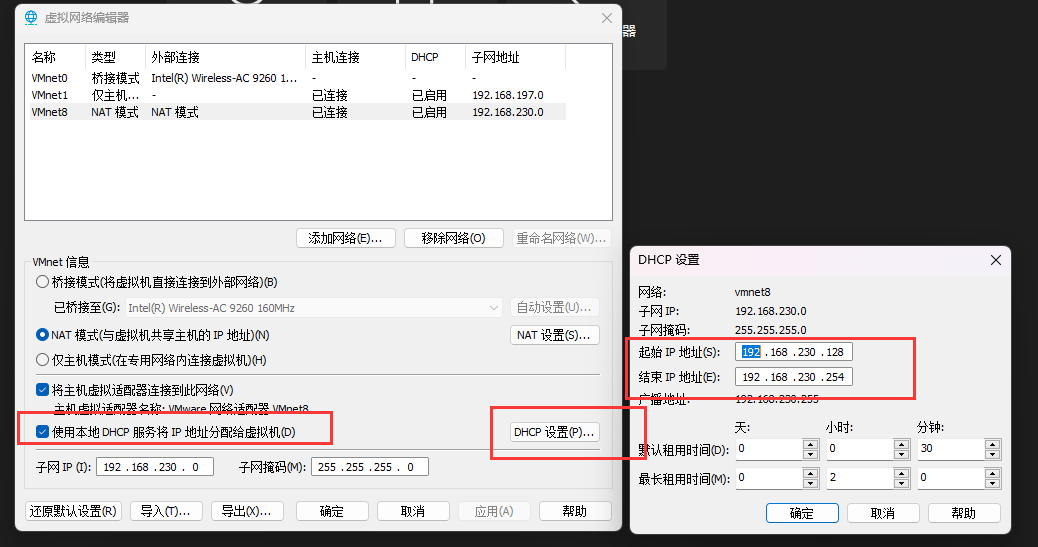 虚拟网络编辑器
器
名称 类型 外部连接 主机连接 DHCP 子网地址
VMnet0 桥接模式 Intel(R) Wireless-AC 9260 1... - - -
VMnet1 仅主机... - 已连接 已启用 192.168.197.0
VMnet8 NAT 模式 NAT 模式 已连接 已启用 192.168.230.0
添加网络(E)... 移除网络(O) 重命名网络(W)...
VMnet 信息
桥接模式(将虚拟机直接连接到外部网络)(B)
已桥接至(G): Intel(R) Wireless-AC 9260 160MHz 自动设置(U)...
NAT 模式(与虚拟机共享主机的 IP 地址)(N) NAT 设置(S)...
仅主机模式(在专用网络内连接虚拟机)(H)
将主机虚拟适配器连接到此网络(V)
主机虚拟适配器名称: VMware 网络适配器 VMnet8
使用本地 DHCP 服务将 IP 地址分配给虚拟机(D) DHCP 设置(P)...
子网 IP (I): 192 . 168 . 230 . 0 子网掩码(M): 255 . 255 . 255 . 0
还原默认设置(R) 导入(T)... 导出(X)... 确定 取消 应用(A) 帮助
DHCP 设置
网络: vmnet8
子网 IP: 192.168.230.0
子网掩码: 255.255.255.0
起始 IP 地址(S): 192 . 168 . 230 . 128
结束 IP 地址(E): 192 . 168 . 230 . 254
广播地址: 192.168.230.255
天: 小时: 分钟:
默认租用时间(D): 0 0 30
最长租用时间(M): 0 2 0
确定 取消 帮助